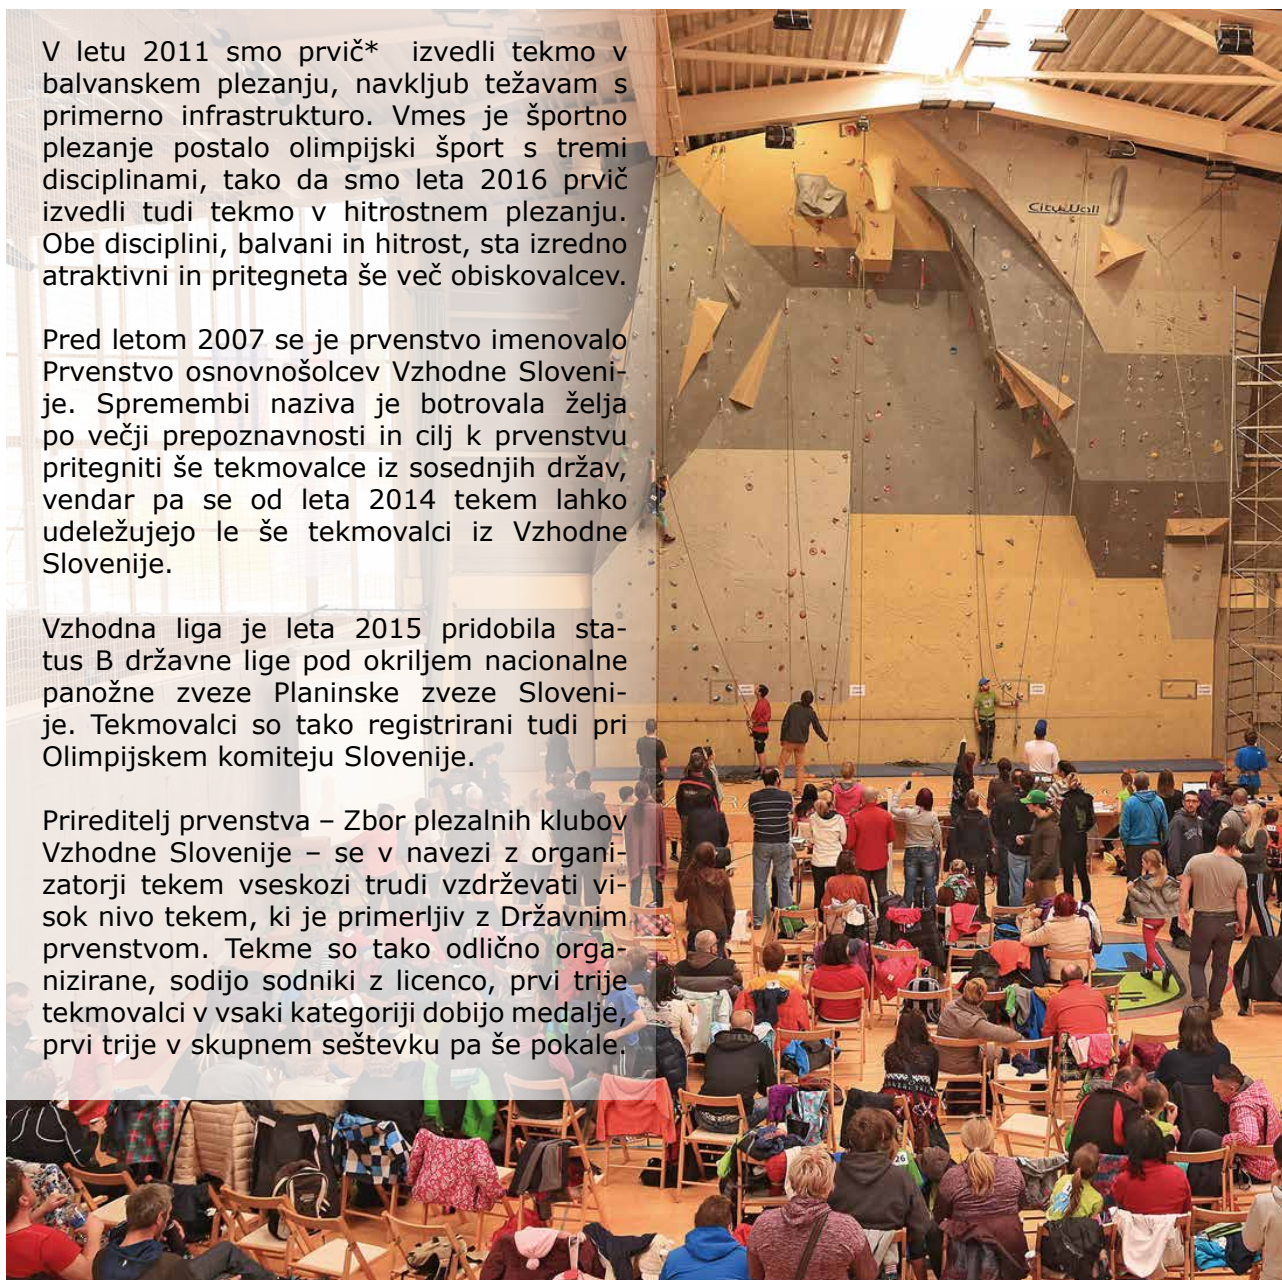 V letu 2011 smo prvič* izvedli tekmo v
balvanskem plezanju, navkljub težavam s
primerno infrastrukturo. Vmes je športno
plezanje postalo olimpijski šport s tremi
disciplinami, tako da smo leta 2016 prvič
izvedli tudi tekmo v hitrostnem plezanju.
Obe disciplini, balvani in hitrost, sta izredno
atraktivni in pritegneta še več obiskovalcev.
Pred letom 2007 se je prvenstvo imenovalo
Prvenstvo osnovnošolcev Vzhodne Sloveni-
je. Spremembi naziva je botrovala želja
po večji prepoznavnosti in cilj k prvenstvu
pritegniti še tekmovalce iz sosednjih držav,
vendar pa se od leta 2014 tekem lahko
udeležujejo le še tekmovalci iz Vzhodne
Slovenije.
Vzhodna liga je leta 2015 pridobila sta-
tus B državne lige pod okriljem nacionalne
panožne zveze Planinske zveze Sloveni-
je. Tekmovalci so tako registrirani tudi pri
Olimpijskem komiteju Slovenije.
Prireditelj prvenstva – Zbor plezalnih klubov
Vzhodne Slovenije – se v navezi z organi-
zatorji tekem vseskozi trudi vzdrževati vi-
sok nivo tekem, ki je primerljiv z Državnim
prvenstvom. Tekme so tako odlično orga-
nizirane, sodijo sodniki z licenco, prvi trije
tekmovalci v vsaki kategoriji dobijo medalje,
prvi trije v skupnem seštevku pa še pokale.
CityWall
26